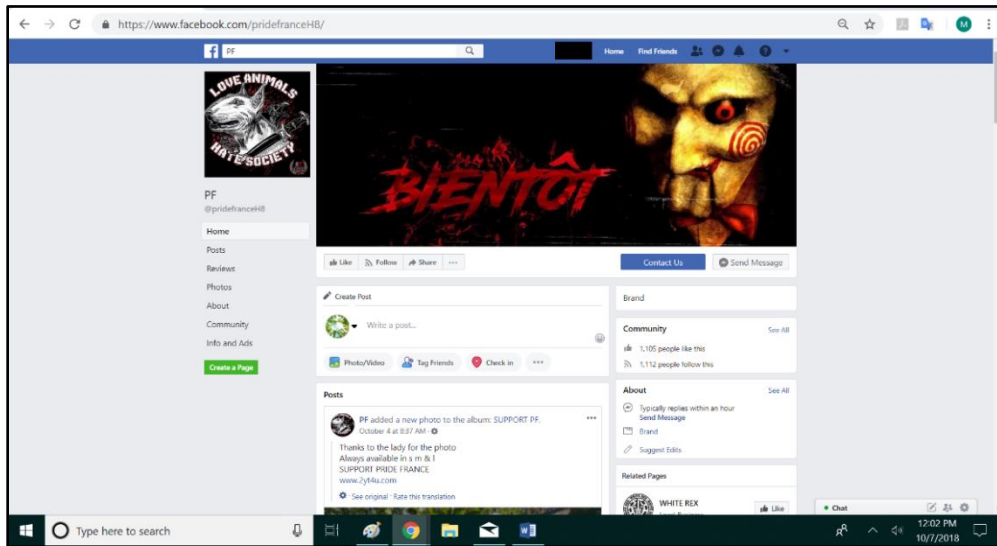 https://www.facebook.com/pridefranceH8/
M
f
PF
Home Find Friends
LOVE ANIMALS
HATE SOCIETY
BIENTÔT
PF
@pridefranceH8
Home
Posts
Reviews
Photos
About
Community
Info and Ads
Create a Page
Like Follow Share ...
Contact Us Send Message
Create Post
Write a post...
Photo/Video Tag Friends Check in ...
Posts
PF added a new photo to the album: SUPPORT PF.
October 4 at 9:37 AM ·
Thanks to the lady for the photo
Always available in s m & l
SUPPORT PRIDE FRANCE
www.2yt4u.com
See original · Rate this translation
Brand
Community See All
1,105 people like this
1,112 people follow this
About See All
Typically replies within an hour
Send Message
Brand
Suggest Edits
Related Pages
WHITE REX
Like
Chat
Type here to search
12:02 PM
10/7/2018